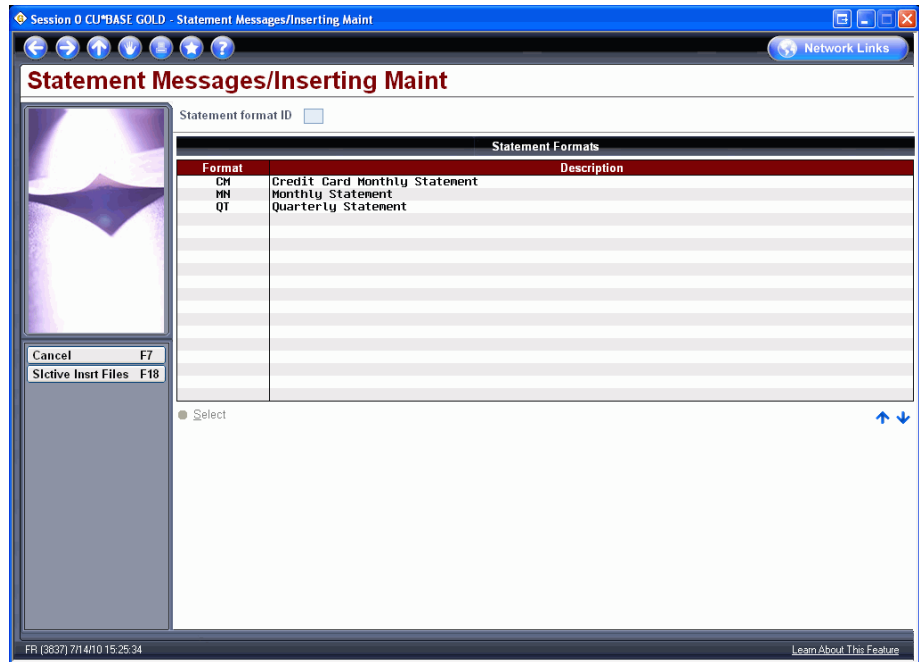 Session 0 CU*BASE GOLD - Statement Messages/Inserting Maint
Network Links
Statement Messages/Inserting Maint
Statement format ID
Statement Formats
Format Description
CM Credit Card Monthly Statement
MN Monthly Statement
QT Quarterly Statement
Cancel F7
Slctive Insrt Files F18
Select
FR (3837) 7/14/10 15:25:34
Learn About This Feature